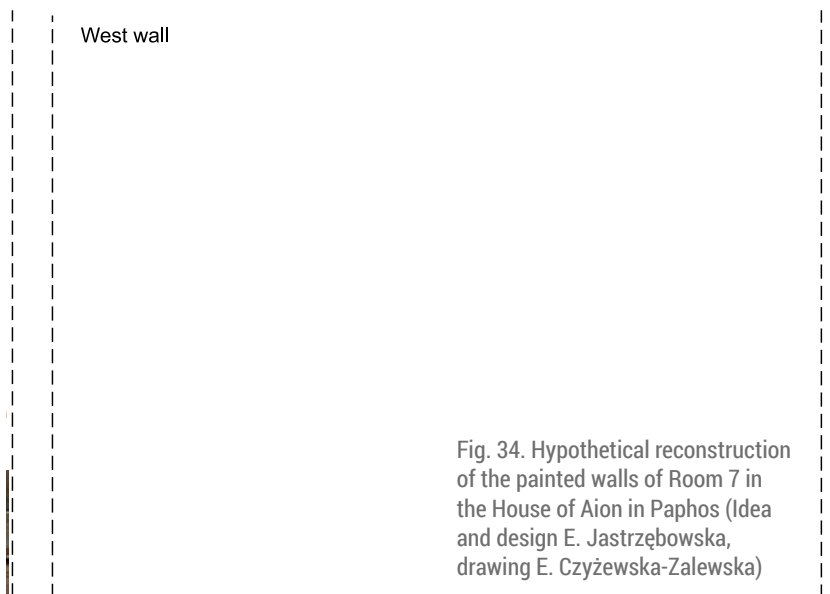 West wall
Fig. 34. Hypothetical reconstruction
of the painted walls of Room 7 in
the House of Aion in Paphos (Idea
and design E. Jastrzębowska,
drawing E. Czyżewska-Zalewska)